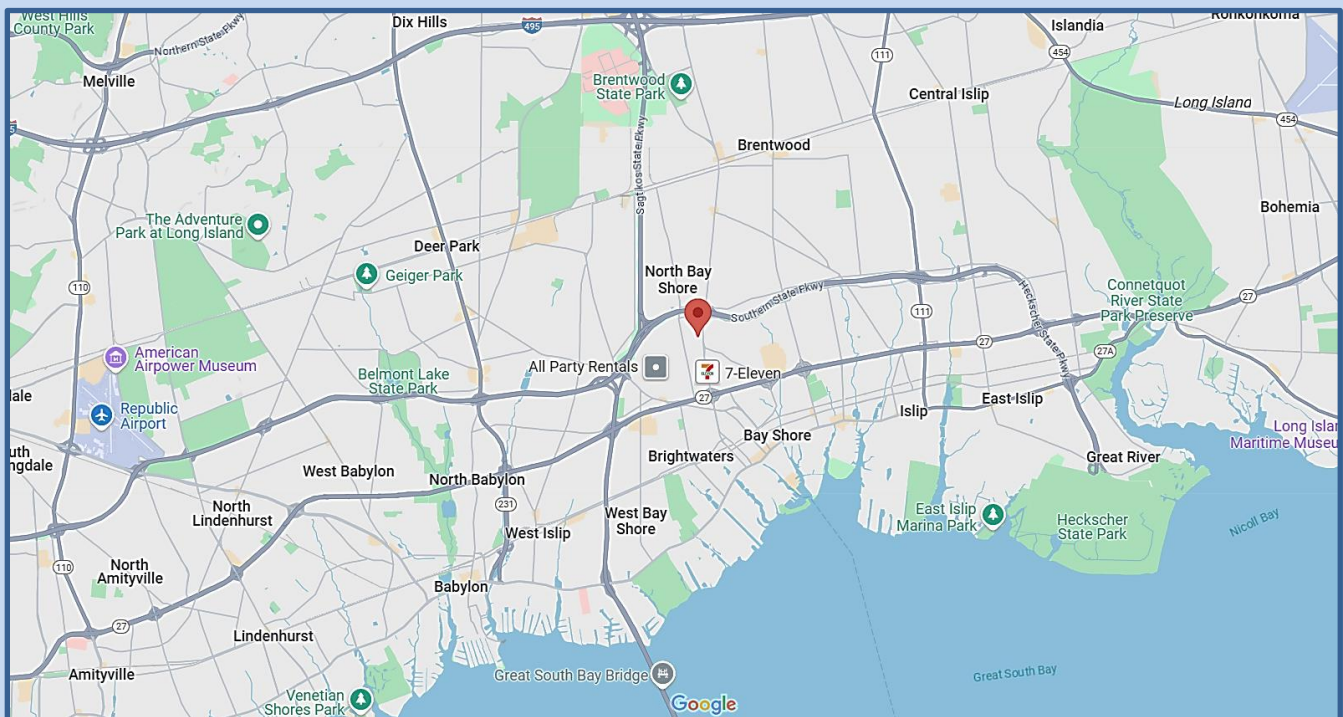 West Hills
County Park
Dix Hills
495
Northern State Pkwy
Melville
Islandia
Ronkonkoma
111
454
Brentwood
State Park
Central Islip
Long Island
454
Brentwood
Sagtikos State Pkwy
The Adventure
Park at Long Island
Bohemia
Deer Park
Geiger Park
North Bay
Shore
110
Southern State Pkwy
Heckscher State Pkwy
Connetquot
River State
Park Preserve
27
111
27
27A
American
Airpower Museum
All Party Rentals
7-Eleven
Belmont Lake
State Park
27
Republic
Airport
Islip
East Islip
Bay Shore
Long Islan
Maritime Museu
Brightwaters
Great River
West Babylon
North Babylon
North
Lindenhurst
231
West Bay
Shore
East Islip
Marina Park
Heckscher
State Park
Nicoll Bay
West Islip
110
North
Amityville
Babylon
27
Lindenhurst
Amityville
Great South Bay Bridge
Great South Bay
Venetian
Shores Park
Google